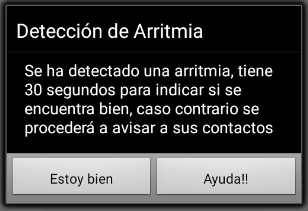 Detección de Arritmia
Se ha detectado una arritmia, tiene
30 segundos para indicar si se
encuentra bien, caso contrario se
procederá a avisar a sus contactos
Estoy bien
Ayuda!!